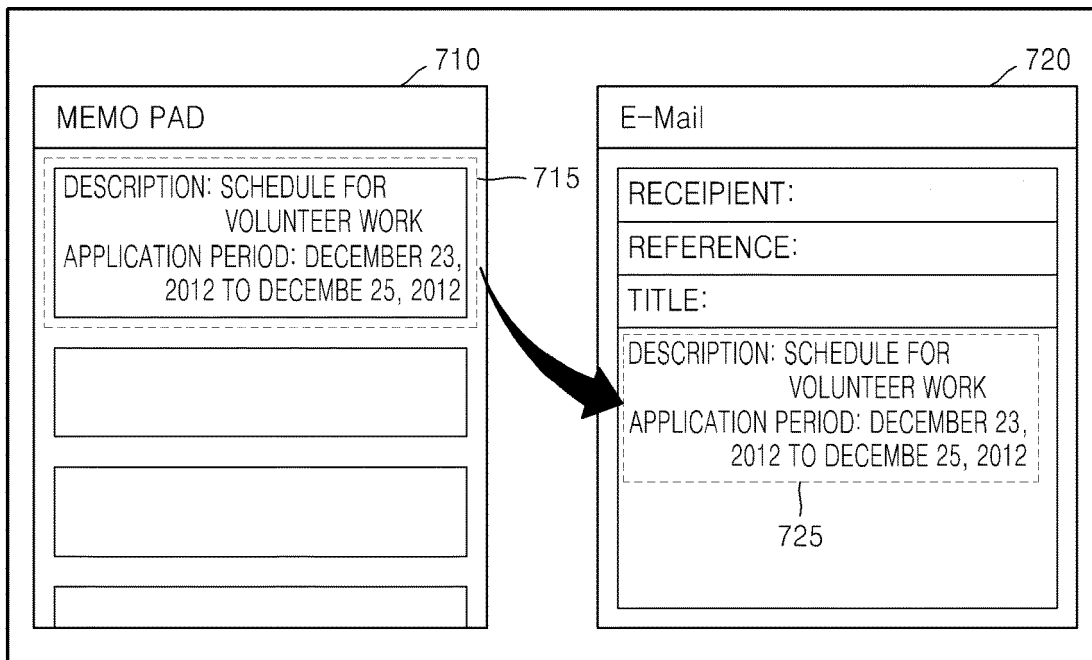 710
MEMO PAD
715
DESCRIPTION: SCHEDULE FOR
VOLUNTEER WORK
APPLICATION PERIOD: DECEMBER 23,
2012 TO DECEMBE 25, 2012
720
E-Mail
RECEIPIENT:
REFERENCE:
TITLE:
DESCRIPTION: SCHEDULE FOR
VOLUNTEER WORK
APPLICATION PERIOD: DECEMBER 23,
2012 TO DECEMBE 25, 2012
725